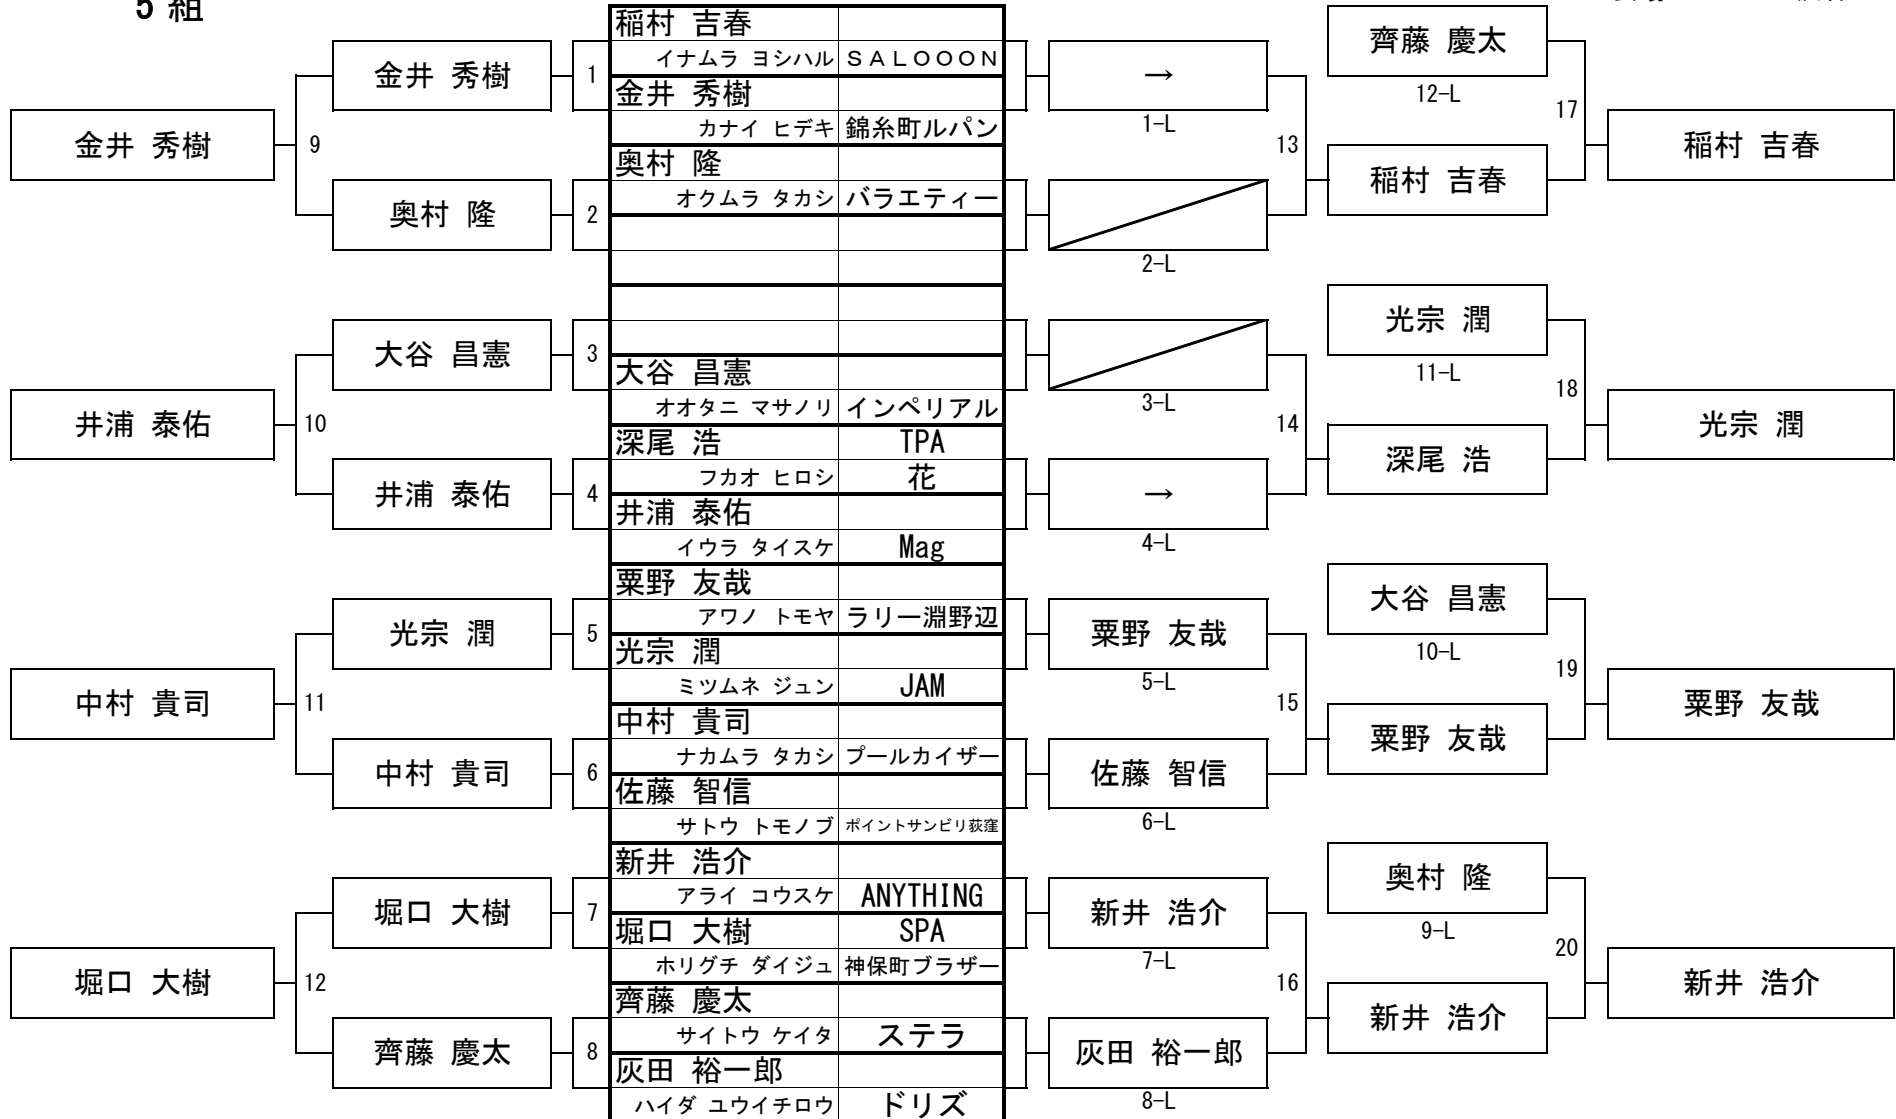 5 組
稲村 吉春
イナムラ ヨシハル SALOOON
金井 秀樹
カナイ ヒデキ 錦糸町ルパン
奥村 隆
オクムラ タカシ バラエティー
大谷 昌憲
オオタニ マサノリ インペリアル
深尾 浩 TPA
フカオ ヒロシ 花
井浦 泰佑
イウラ タイスケ Mag
粟野 友哉
アワノ トモヤ ラリー淵野辺
光宗 潤
ミツムネ ジュン JAM
中村 貴司
ナカムラ タカシ プールカイザー
佐藤 智信
サトウ トモノブ ポイントサンビリ荻窪
新井 浩介
アライ コウスケ ANYTHING
堀口 大樹 SPA
ホリグチ ダイジュ 神保町ブラザー
齊藤 慶太
サイトウ ケイタ ステラ
灰田 裕一郎
ハイダ ユウイチロウ ドリズ
金井 秀樹 1
奥村 隆 2
大谷 昌憲 3
井浦 泰佑 4
光宗 潤 5
中村 貴司 6
堀口 大樹 7
齊藤 慶太 8
金井 秀樹 9
井浦 泰佑 10
中村 貴司 11
堀口 大樹 12
→
1-L
2-L
13
3-L
→
4-L
14
粟野 友哉
5-L
佐藤 智信
6-L
15
新井 浩介
7-L
灰田 裕一郎
8-L
16
齊藤 慶太
12-L
稲村 吉春
17
稲村 吉春
光宗 潤
11-L
深尾 浩
18
光宗 潤
大谷 昌憲
10-L
粟野 友哉
19
粟野 友哉
奥村 隆
9-L
新井 浩介
20
新井 浩介